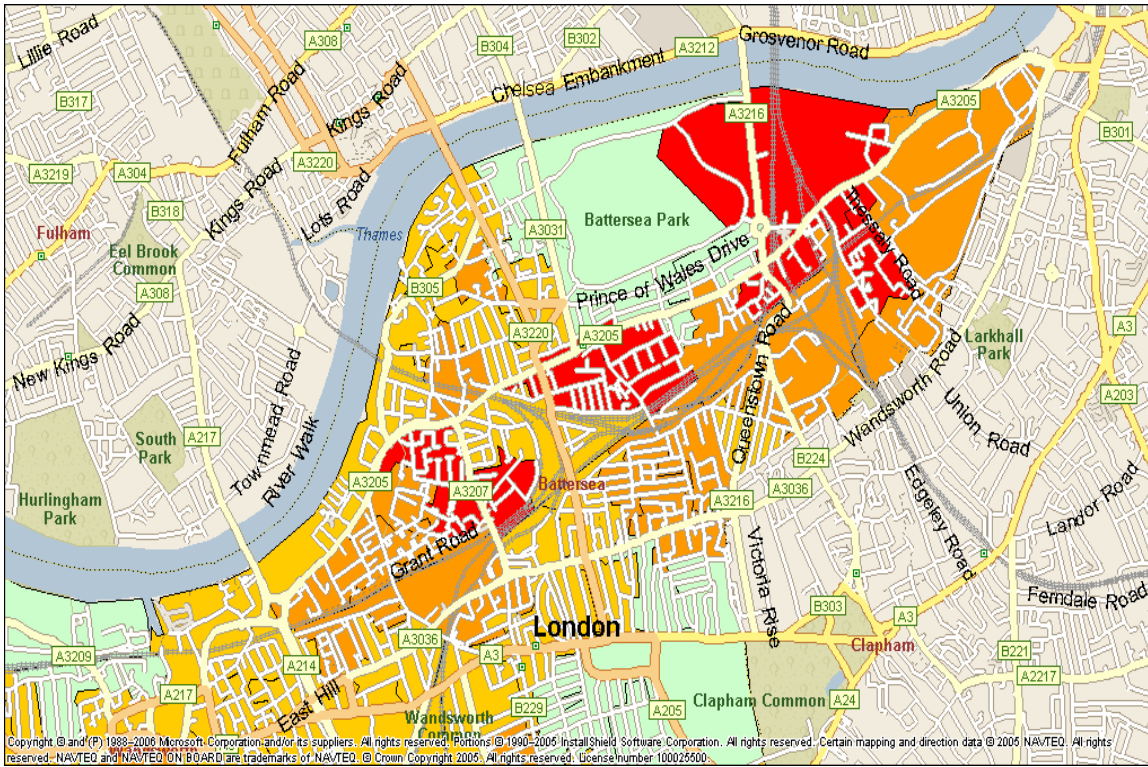 Lillie Road
A308
B304
B302
A3212
Grosvenor Road
B317
Fulham Road
Kings Road
Chelsea Embankment
A3205
A3216
B301
A3219
A304
A3220
Kings Road
B318
Lots Road
Thames
Fulham
Eel Brook
Common
A308
Battersea Park
A3031
Thessaly Road
Prince of Wales Drive
B305
New Kings Road
A3220
A3205
Larkhall
Park
A3
Queenstown Road
Wandsworth Road
Union Road
A203
South
Park
A217
Townmead Road
River Walk
B224
Hurlingham
Park
A3205
A3207
Battersea
A3216
A3036
Edgeley Road
Landor Road
Grant Road
Victoria Rise
Ferndale Road
London
B303
A3
Clapham
A3036
A3
B221
A3209
A214
A217
East Hill
B229
A205
Clapham Common
A24
A2217
Wandsworth
Common
Wandsworth
Copyright © and (P) 1988–2006 Microsoft Corporation and/or its suppliers. All rights reserved. Portions © 1990–2005 InstallShield Software Corporation. All rights reserved. Certain mapping and direction data © 2005 NAVTEQ. All rights
reserved. NAVTEQ and NAVTEQ ON BOARD are trademarks of NAVTEQ. © Crown Copyright 2005. All rights reserved. License number 100025500.